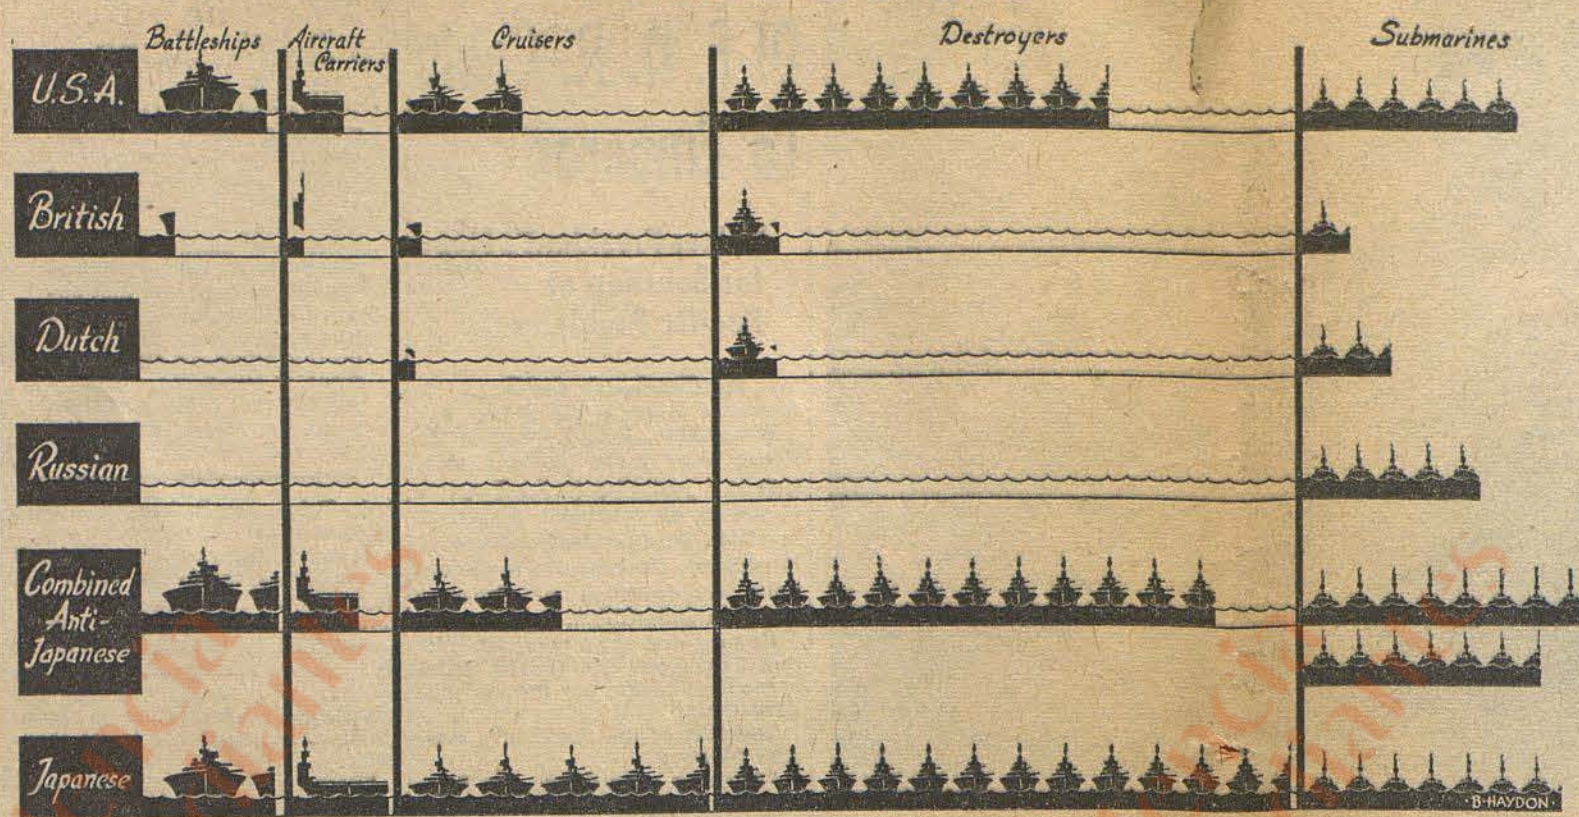 Battleships
Aircraft
Carriers
Cruisers
Destroyers
Submarines
U.S.A.
British
Dutch
Russian
Combined
Anti-
Japanese
Japanese
·B·HAYDON·